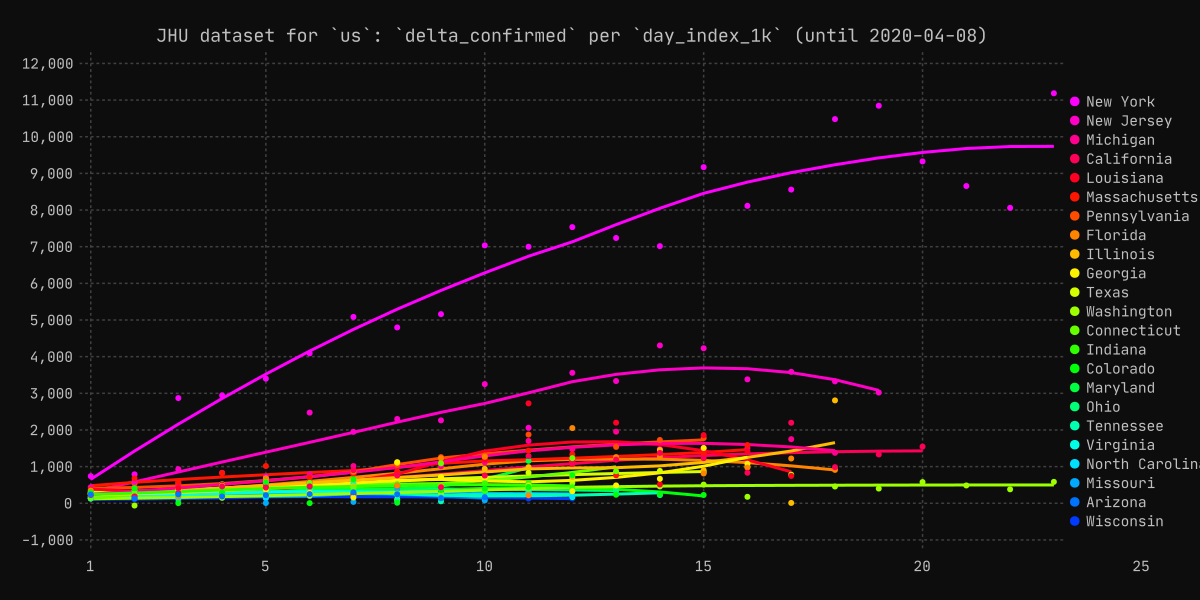 JHU dataset for `us`: `delta_confirmed` per `day_index_1k` (until 2020-04-08)
12,000
11,000
10,000
9,000
8,000
7,000
6,000
5,000
4,000
3,000
2,000
1,000
0
−1,000
1 5 10 15 20 25
New York
New Jersey
Michigan
California
Louisiana
Massachusetts
Pennsylvania
Florida
Illinois
Georgia
Texas
Washington
Connecticut
Indiana
Colorado
Maryland
Ohio
Tennessee
Virginia
North Carolina
Missouri
Arizona
Wisconsin